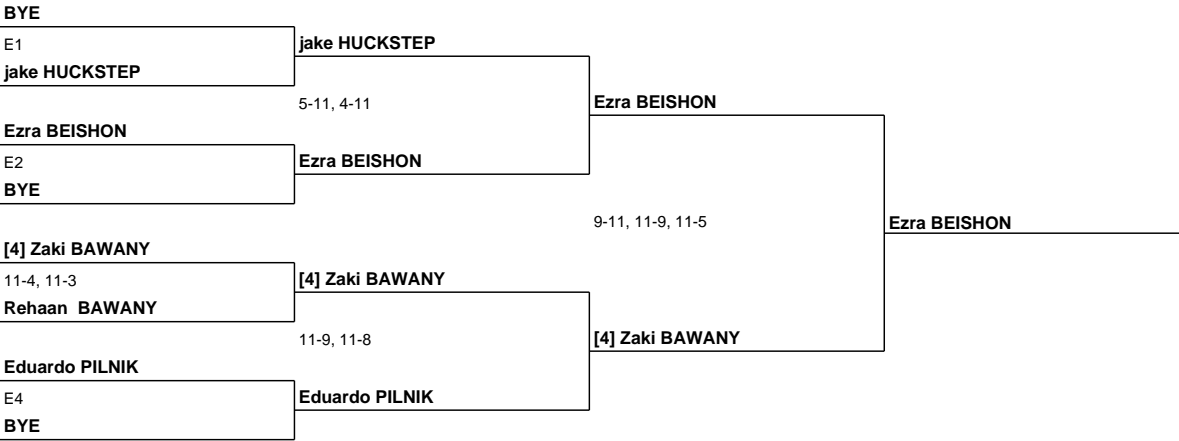 BYE
E1
jake HUCKSTEP
jake HUCKSTEP
5-11, 4-11
Ezra BEISHON
Ezra BEISHON
E2
Ezra BEISHON
BYE
9-11, 11-9, 11-5
Ezra BEISHON
[4] Zaki BAWANY
11-4, 11-3
[4] Zaki BAWANY
Rehaan BAWANY
11-9, 11-8
[4] Zaki BAWANY
Eduardo PILNIK
E4
Eduardo PILNIK
BYE